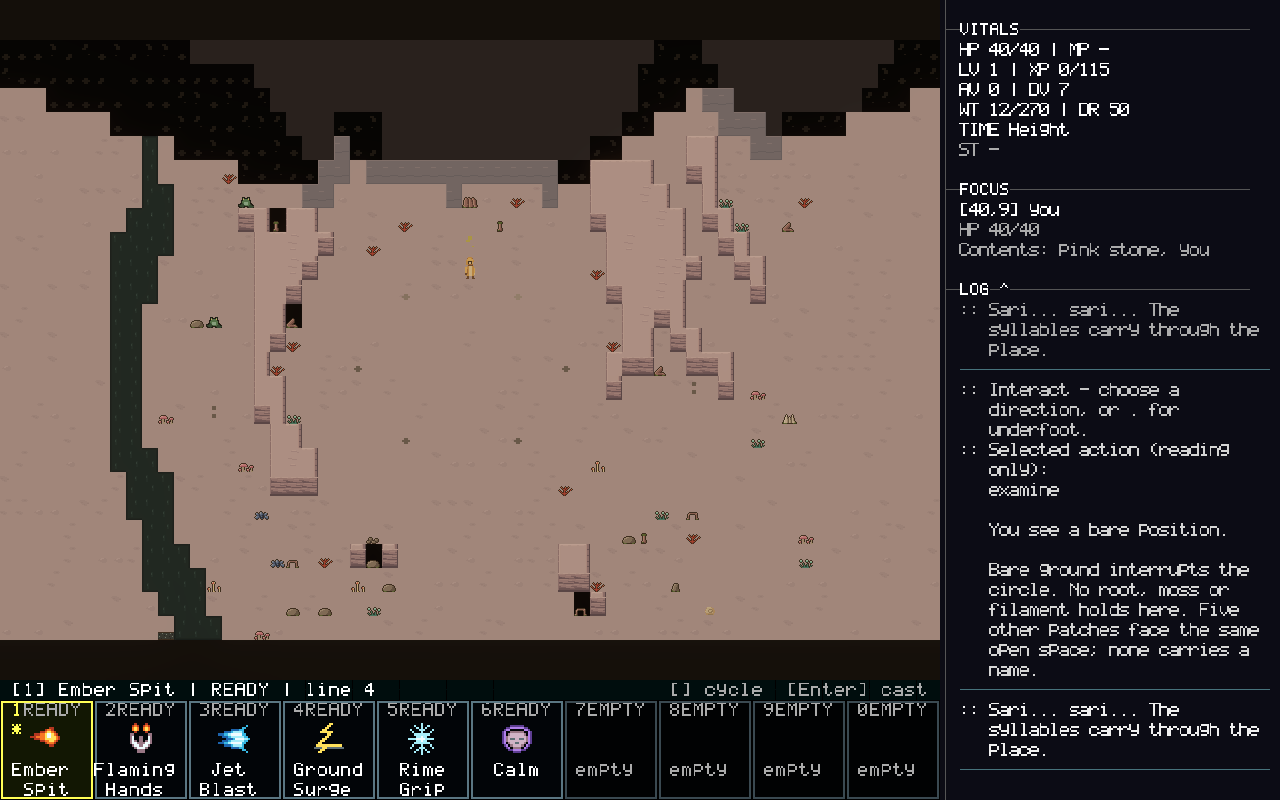 VITALS
HP 40/40 | MP -
LV 1 | XP 0/115
AV 0 | DV 7
WT 12/270 | DR 50
TIME Height
ST -
FOCUS
[40,9] You
HP 40/40
Contents: Pink stone, You
LOG ^
:: Sari... sari... The
syllables carry through the
Place.
:: Interact - choose a
direction, or . for
underfoot.
:: Selected action (reading
only):
examine
You see a bare Position.
Bare ground interrupts the
circle. No root, moss or
filament holds here. Five
other Patches face the same
open space; none carries a
name.
:: Sari... sari... The
syllables carry through the
Place.
[1] Ember Spit | READY | line 4
[] cycle [Enter] cast
1READY 2READY 3READY 4READY 5READY 6READY 7EMPTY 8EMPTY 9EMPTY 0EMPTY
*
Ember Spit
Flaming Hands
Jet Blast
Ground Surge
Rime Grip
Calm
empty
empty
empty
empty